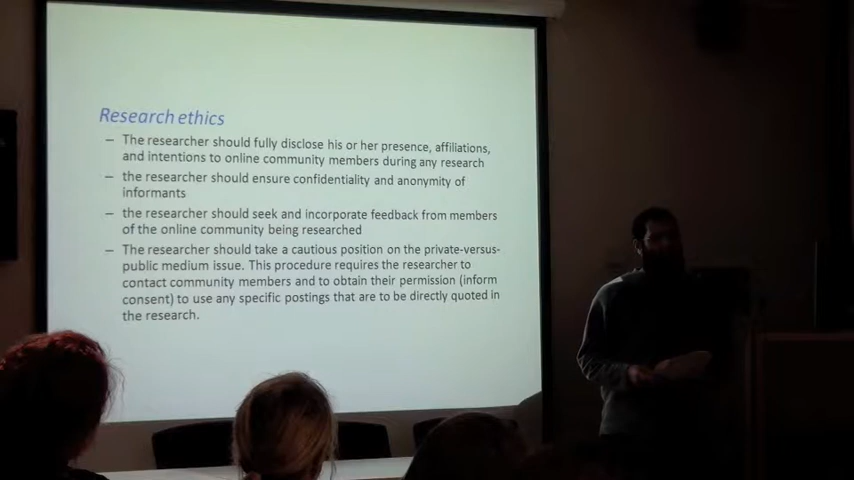 Research ethics
– The researcher should fully disclose his or her presence, affiliations,
and intentions to online community members during any research
– the researcher should ensure confidentiality and anonymity of
informants
– the researcher should seek and incorporate feedback from members
of the online community being researched
– The researcher should take a cautious position on the private-versus-
public medium issue. This procedure requires the researcher to
contact community members and to obtain their permission (inform
consent) to use any specific postings that are to be directly quoted in
the research.